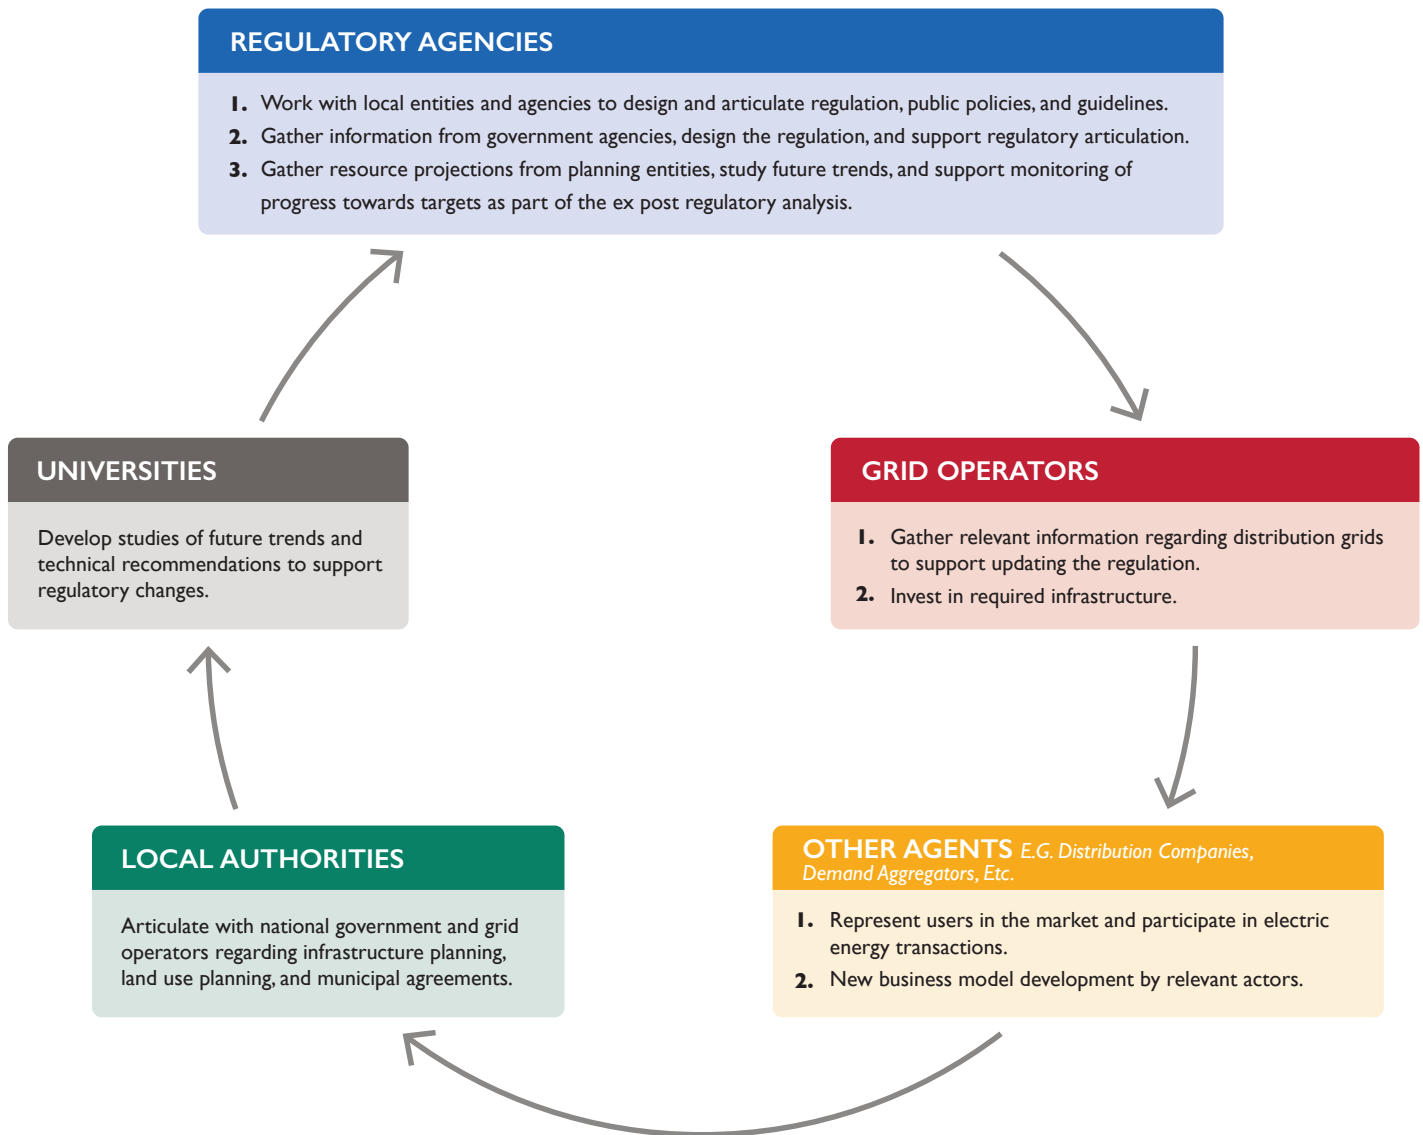 REGULATORY AGENCIES
1. Work with local entities and agencies to design and articulate regulation, public policies, and guidelines.
2. Gather information from government agencies, design the regulation, and support regulatory articulation.
3. Gather resource projections from planning entities, study future trends, and support monitoring of
progress towards targets as part of the ex post regulatory analysis.
UNIVERSITIES
Develop studies of future trends and
technical recommendations to support
regulatory changes.
GRID OPERATORS
1. Gather relevant information regarding distribution grids
to support updating the regulation.
2. Invest in required infrastructure.
LOCAL AUTHORITIES
Articulate with national government and grid
operators regarding infrastructure planning,
land use planning, and municipal agreements.
OTHER AGENTS E.G. Distribution Companies,
Demand Aggregators, Etc.
1. Represent users in the market and participate in electric
energy transactions.
2. New business model development by relevant actors.